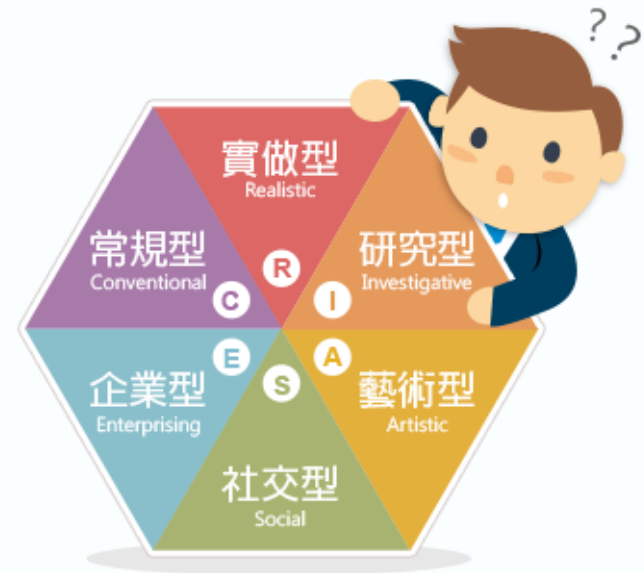 ??
實做型
Realistic
R
常規型
Conventional
C
研究型
Investigative
I
企業型
Enterprising
E
藝術型
Artistic
A
S
社交型
Social